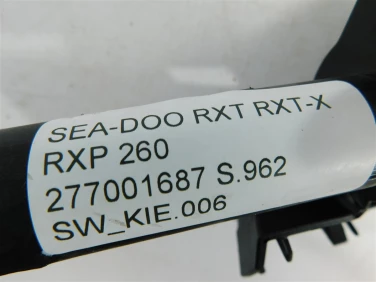 SEA-DOO RXT RXT-X
RXP 260
277001687 S.962
SW_KIE.006